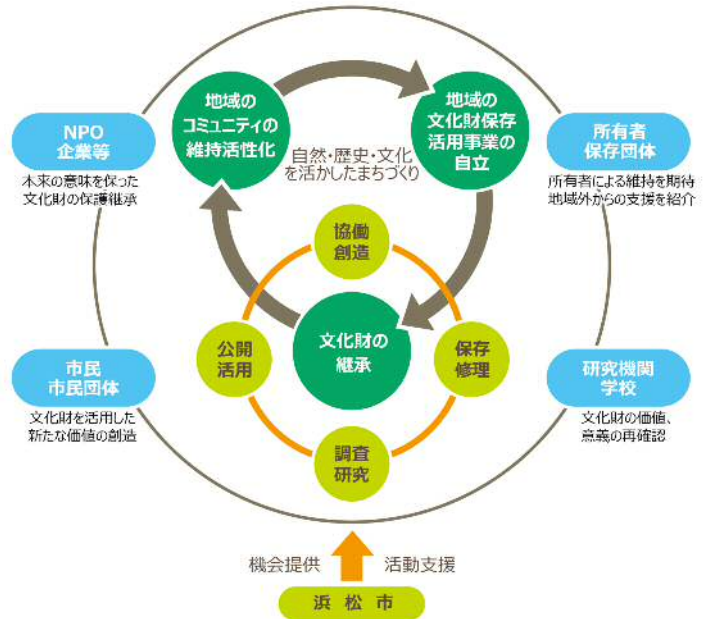 地域の
コミュニティの
維持活性化
地域の
文化財保存
活用事業の
自立
NPO
企業等
本来の意味を保った
文化財の保護継承
自然・歴史・文化
を活かしたまちづくり
所有者
保存団体
所有者による維持を期待
地域外からの支援を紹介
協働
創造
公開
活用
文化財の
継承
保存
修理
市民
市民団体
文化財を活用した
新たな価値の創造
研究機関
学校
文化財の価値、
意義の再確認
調査
研究
機会提供
活動支援
浜松市